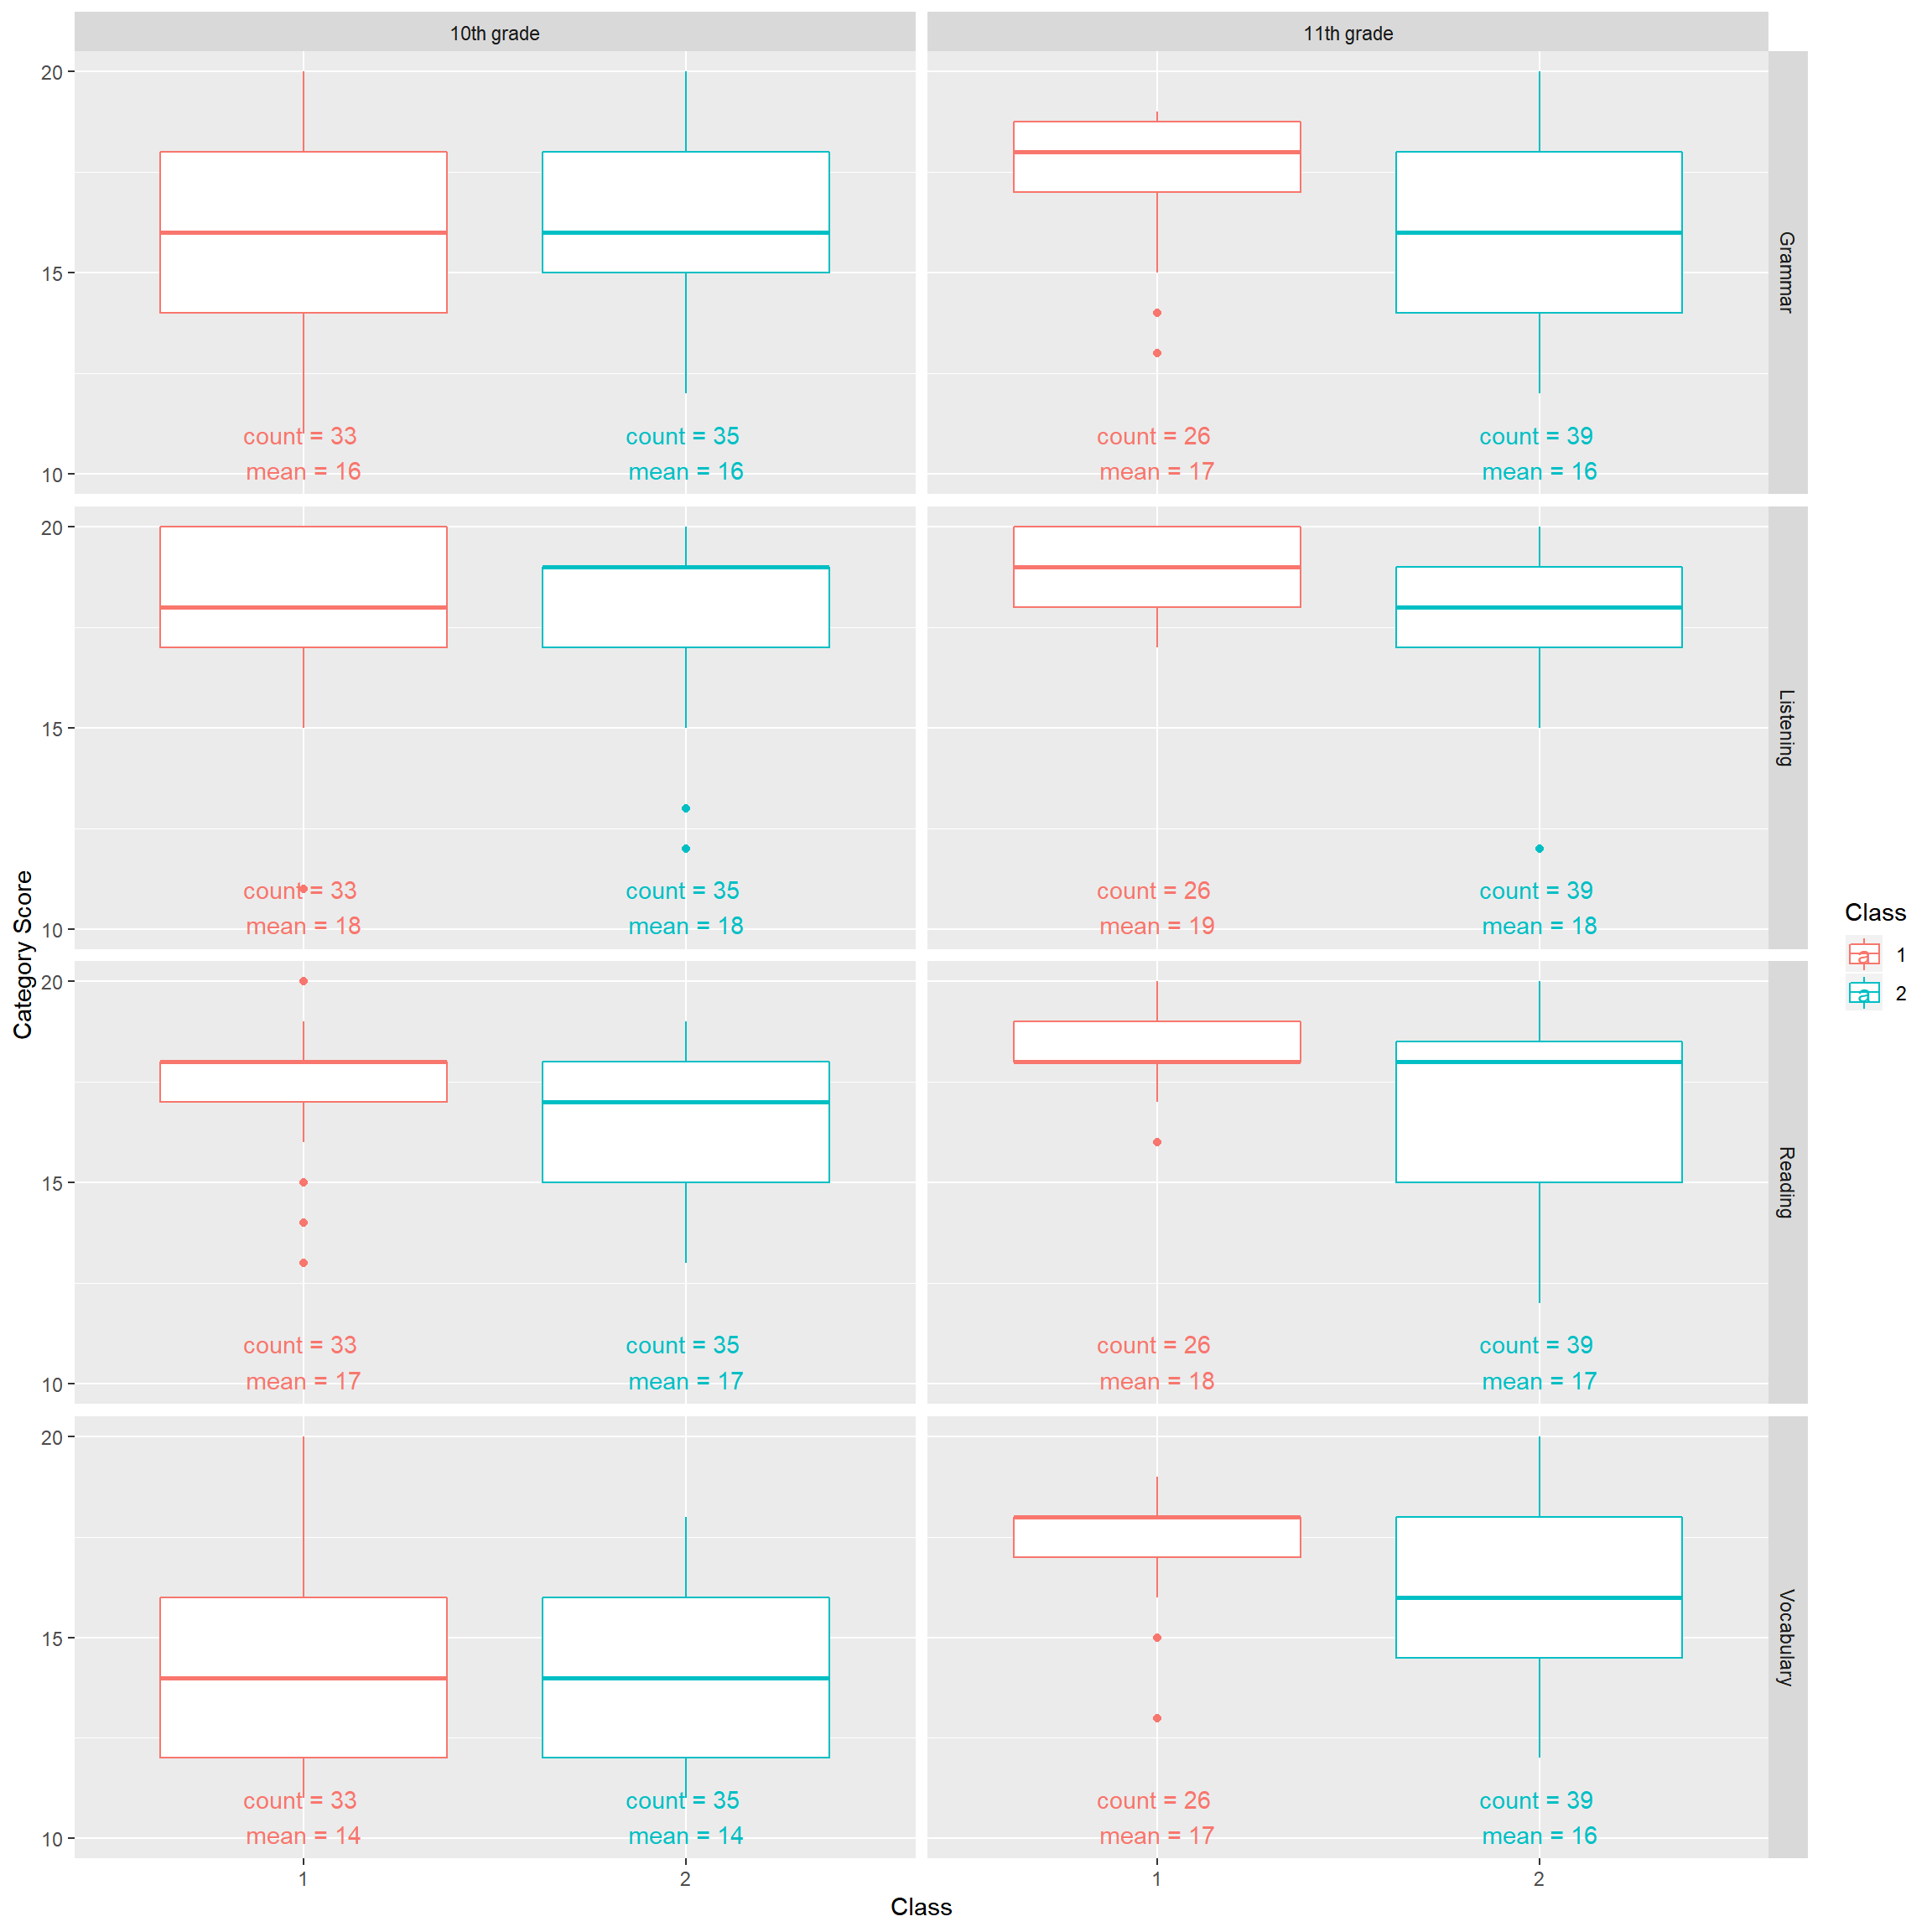 10th grade
11th grade
20
15
10
count = 33
mean = 16
count = 35
mean = 16
count = 26
mean = 17
count = 39
mean = 16
Grammar
20
15
10
count = 33
mean = 18
count = 35
mean = 18
count = 26
mean = 19
count = 39
mean = 18
Listening
20
15
10
count = 33
mean = 17
count = 35
mean = 17
count = 26
mean = 18
count = 39
mean = 17
Reading
20
15
10
count = 33
mean = 14
count = 35
mean = 14
count = 26
mean = 17
count = 39
mean = 16
Vocabulary
1
2
1
2
Class
Category Score
Class
a 1
a 2